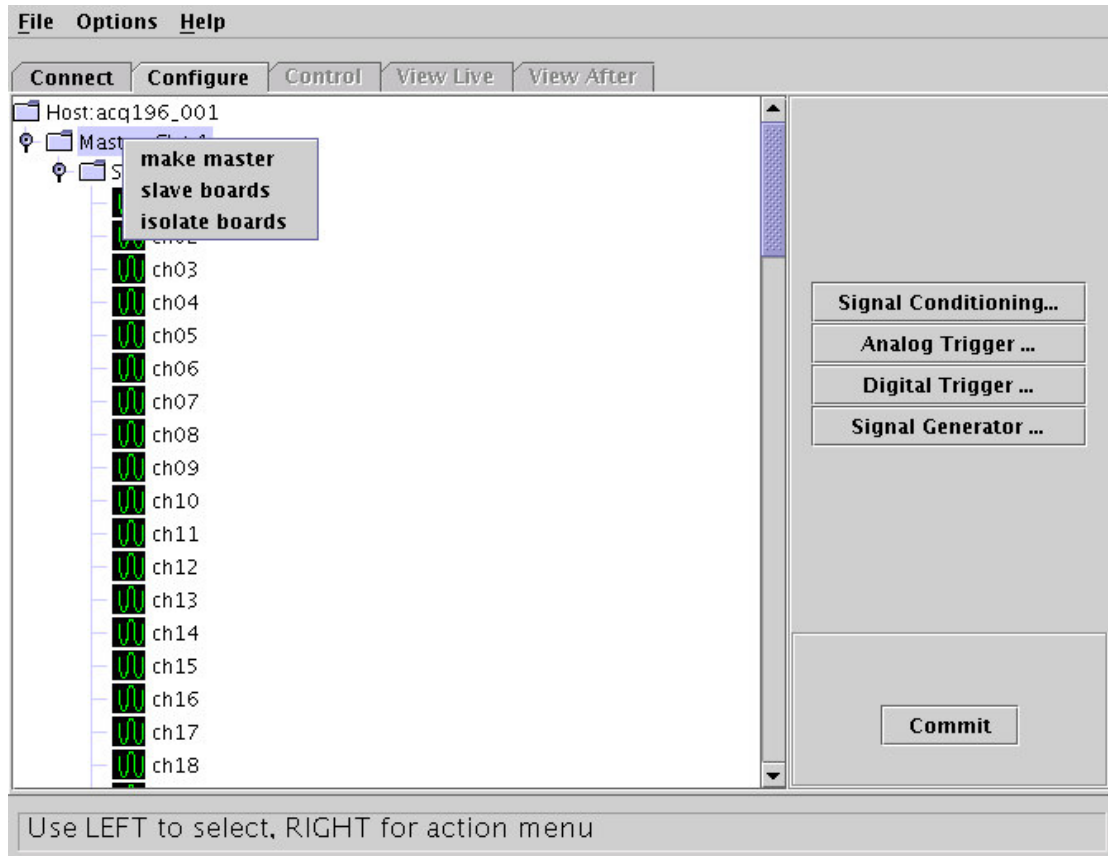 File Options Help
Connect Configure Control View Live View After
Host:acq196_001
Mast
make master
slave boards
isolate boards
ch03
ch04
ch05
ch06
ch07
ch08
ch09
ch10
ch11
ch12
ch13
ch14
ch15
ch16
ch17
ch18
Signal Conditioning...
Analog Trigger ...
Digital Trigger ...
Signal Generator ...
Commit
Use LEFT to select, RIGHT for action menu